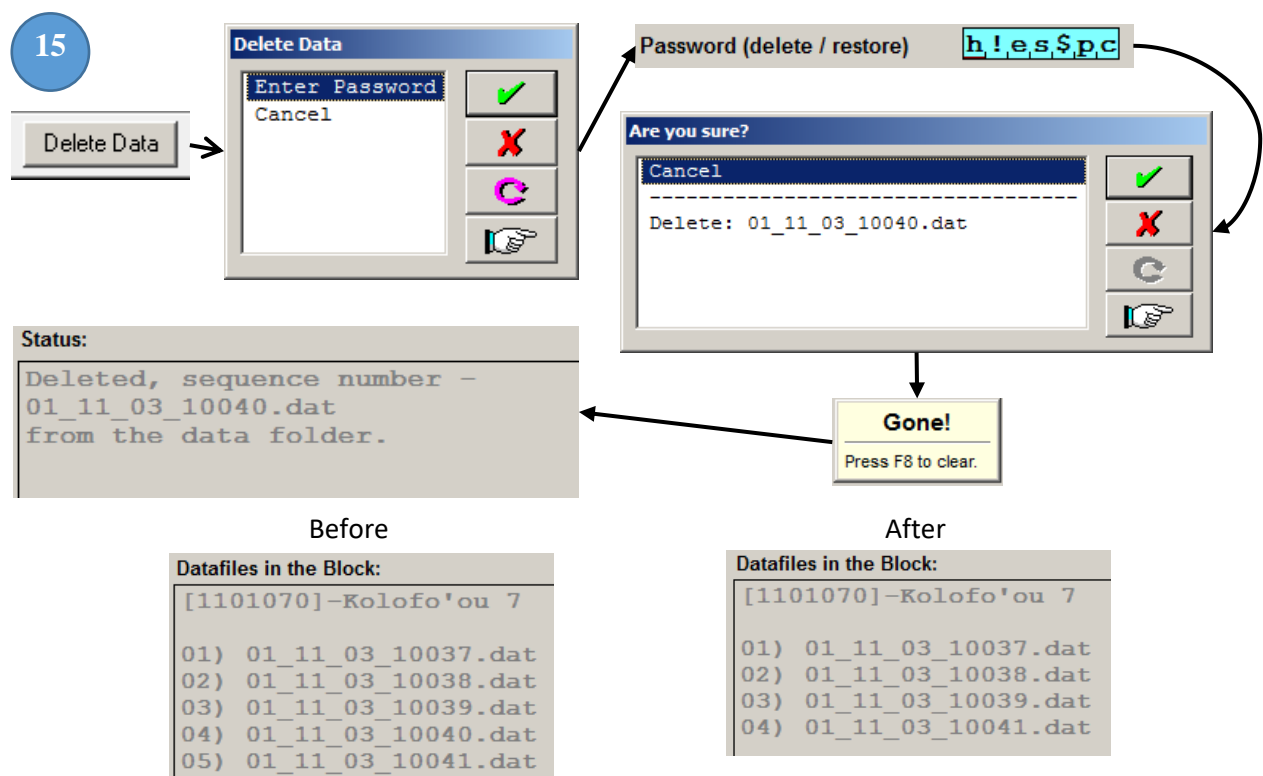 15
Delete Data
Delete Data
Enter Password
Cancel
Password (delete / restore) h!es$pc
Are you sure?
Cancel
-----------------------------------
Delete: 01_11_03_10040.dat
Gone!
Press F8 to clear.
Status:
Deleted, sequence number –
01_11_03_10040.dat
from the data folder.
Before
Datafiles in the Block:
[1101070]–Kolofo'ou 7
01) 01_11_03_10037.dat
02) 01_11_03_10038.dat
03) 01_11_03_10039.dat
04) 01_11_03_10040.dat
05) 01_11_03_10041.dat
After
Datafiles in the Block:
[1101070]–Kolofo'ou 7
01) 01_11_03_10037.dat
02) 01_11_03_10038.dat
03) 01_11_03_10039.dat
04) 01_11_03_10041.dat